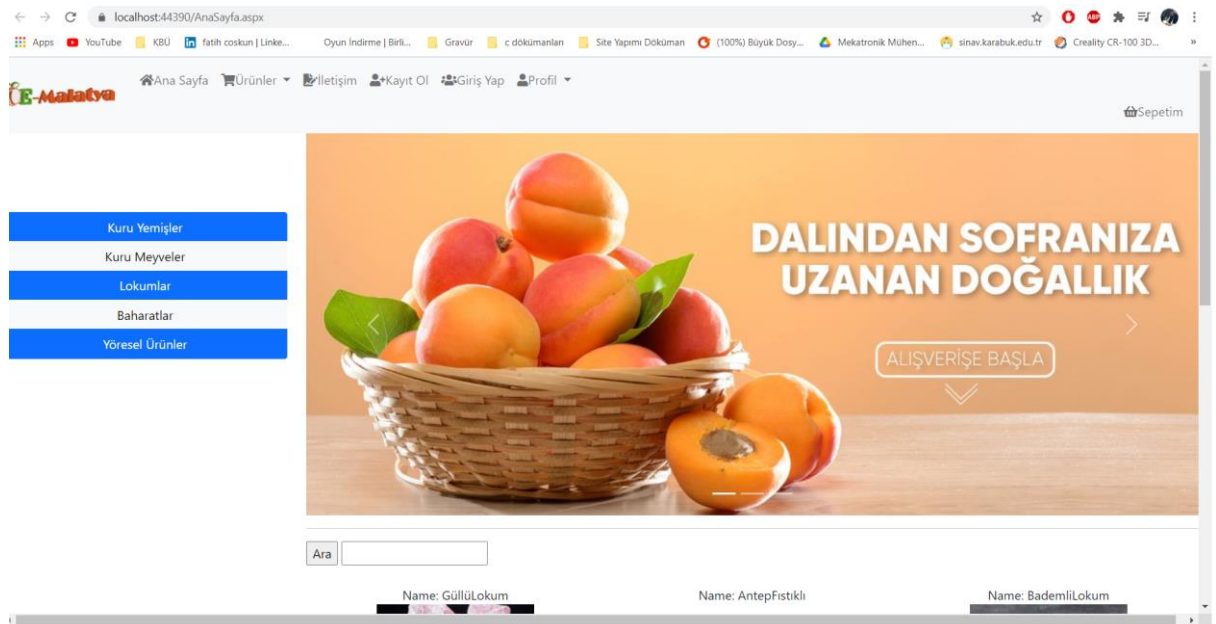 localhost:44390/AnaSayfa.aspx
Apps YouTube KBÜ fatih coskun | Linke... Oyun İndirme | Birli... Gravür c dökümanları Site Yapımı Döküman (100%) Büyük Dosy... Mekatronik Mühen... sinav.karabuk.edu.tr Creality CR-100 3D... »
E-Malatya
Ana Sayfa Ürünler İletişim Kayıt Ol Giriş Yap Profil
Sepetim
Kuru Yemişler
Kuru Meyveler
Lokumlar
Baharatlar
Yöresel Ürünler
DALINDAN SOFRANIZA
UZANAN DOĞALLIK
ALIŞVERİŞE BAŞLA
Ara
Name: GüllüLokum Name: AntepFıstıklı Name: BademliLokum